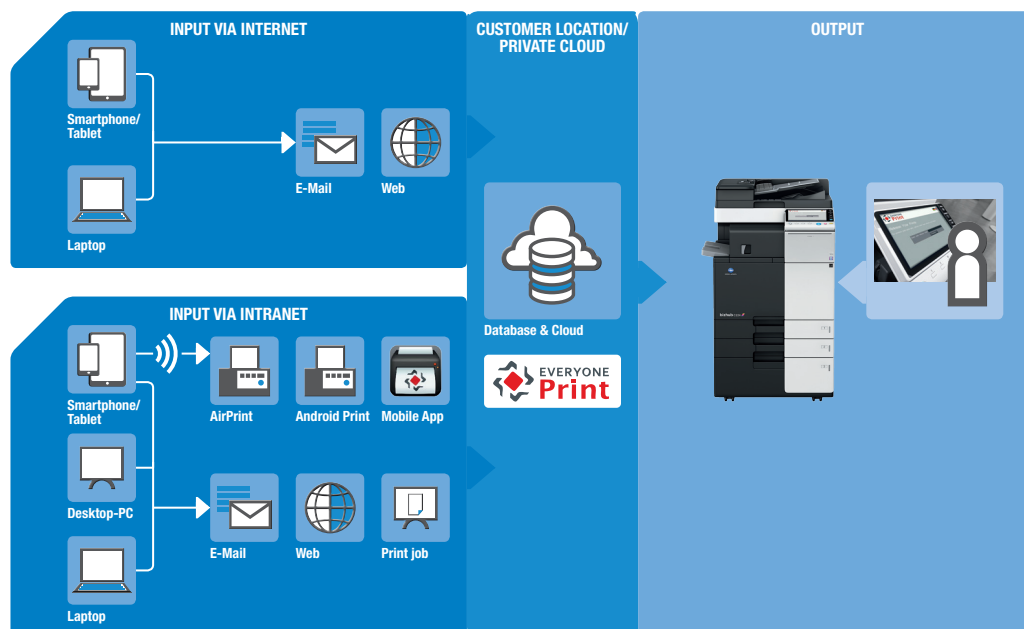 INPUT VIA INTERNET
Smartphone/
Tablet
Laptop
E-Mail
Web
INPUT VIA INTRANET
Smartphone/
Tablet
Desktop-PC
Laptop
AirPrint
Android Print
Mobile App
E-Mail
Web
Print job
CUSTOMER LOCATION/
PRIVATE CLOUD
Database & Cloud
EVERYONE
Print
OUTPUT
Print